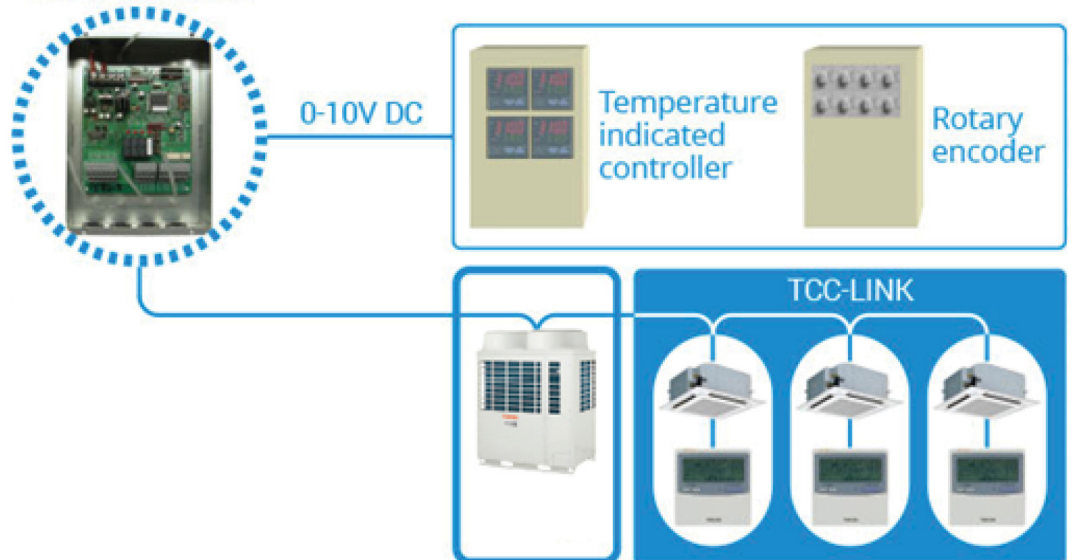 0-10V DC
Temperature
indicated
controller
Rotary
encoder
TCC-LINK